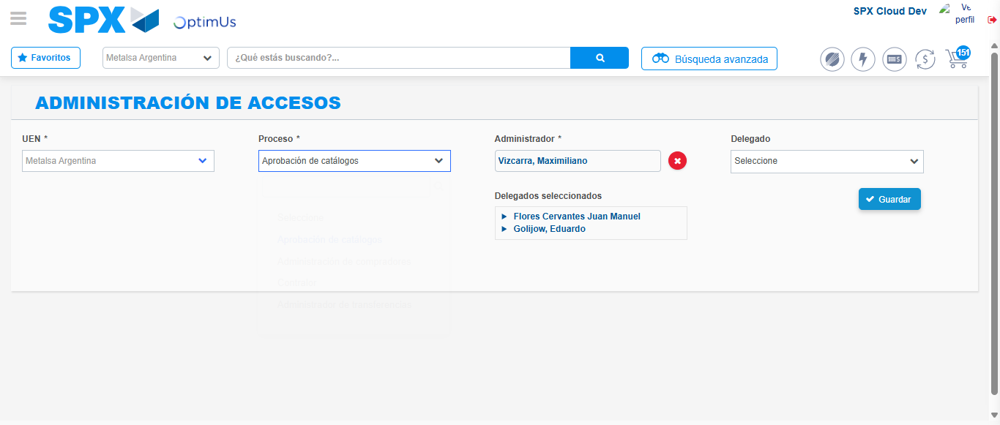 SPX OptimUs
SPX Cloud Dev
Ve
perfil
Favoritos
Metalsa Argentina
¿Qué estás buscando?...
Búsqueda avanzada
151
ADMINISTRACIÓN DE ACCESOS
UEN *
Metalsa Argentina
Proceso *
Aprobación de catálogos
Administrador *
Vizcarra, Maximiliano
Delegado
Seleccione
Delegados seleccionados
Flores Cervantes Juan Manuel
Golijow, Eduardo
Guardar
Seleccione
Aprobación de catálogos
Administración de compradores
Contralor
Administrador de transferencias